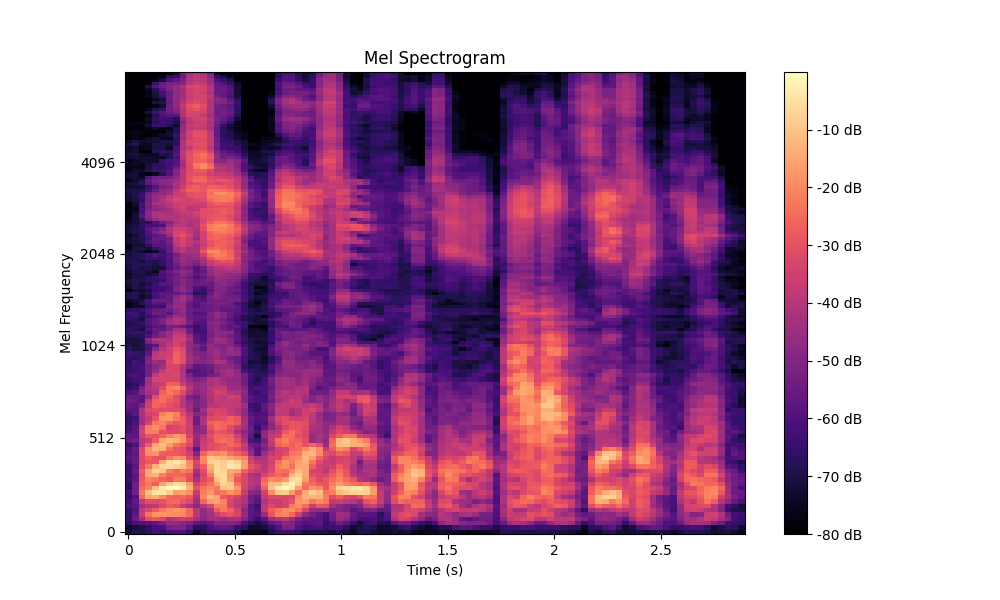 Mel Spectrogram
Mel Frequency
4096
2048
1024
512
0
0
0.5
1
1.5
2
2.5
Time (s)
-10 dB
-20 dB
-30 dB
-40 dB
-50 dB
-60 dB
-70 dB
-80 dB